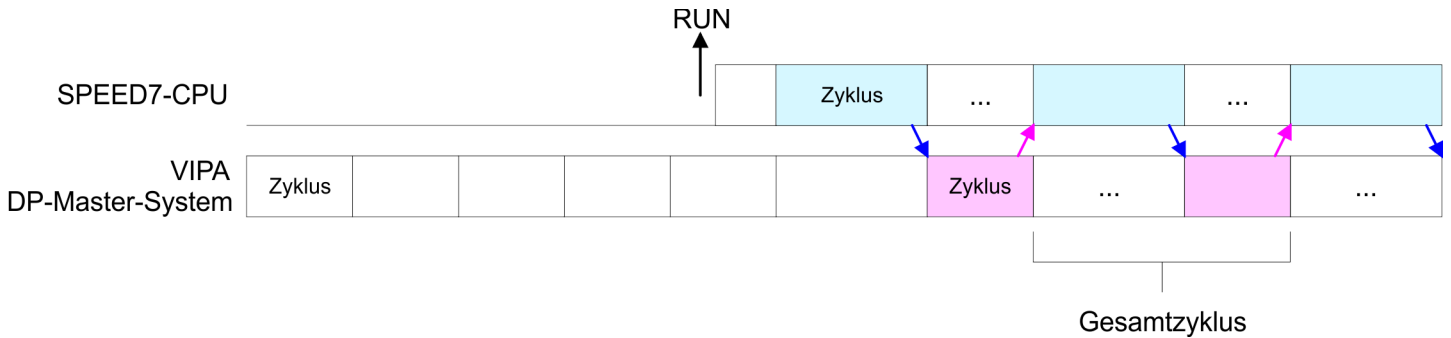 RUN
SPEED7-CPU
Zyklus
...
...
VIPA
DP-Master-System
Zyklus
Zyklus
...
...
Gesamtzyklus